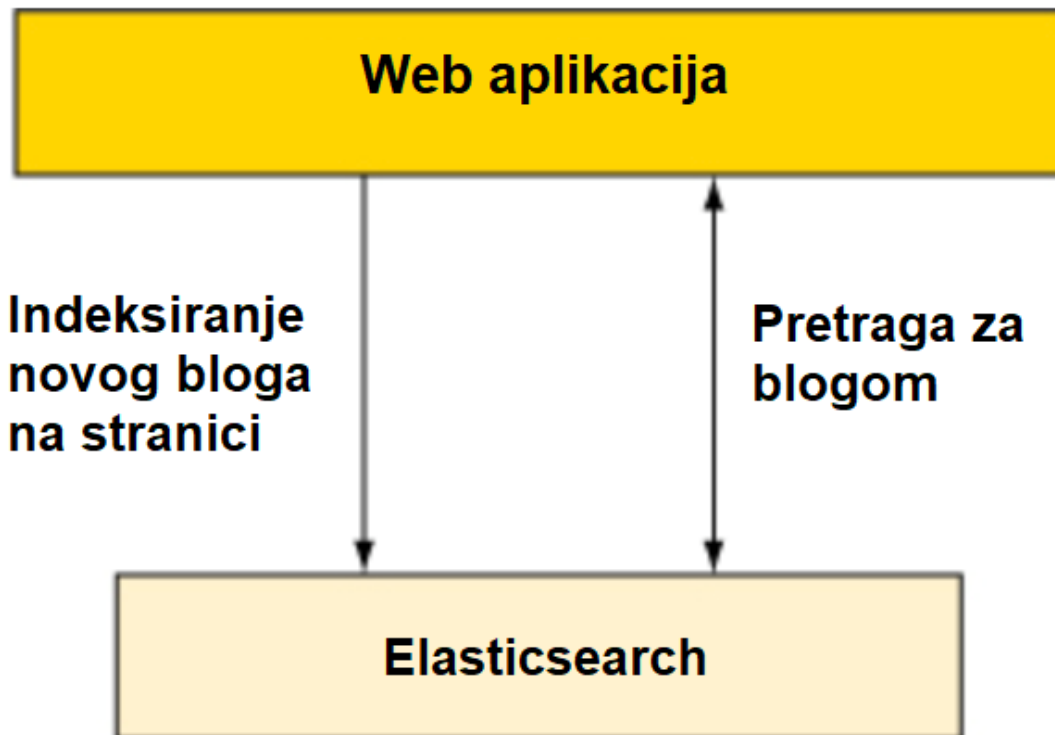 Web aplikacija
Indeksiranje
novog bloga
na stranici
Pretraga za
blogom
Elasticsearch